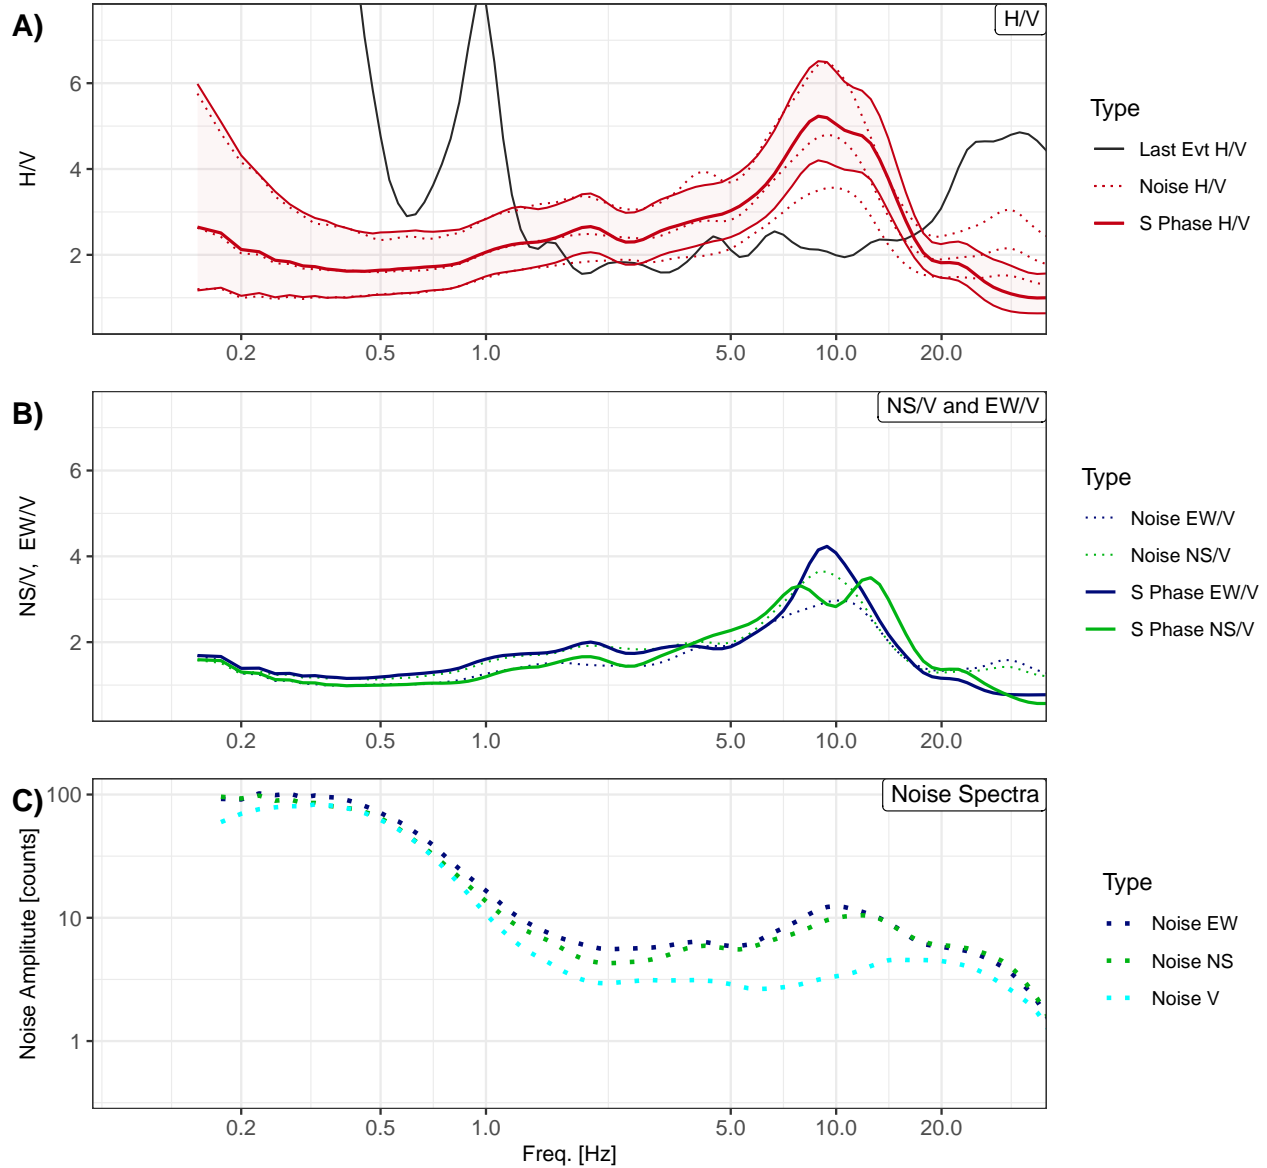 A)
H/V
H/V
6
4
2
0.2 0.5 1.0 5.0 10.0 20.0
Type
Last Evt H/V
Noise H/V
S Phase H/V
B)
NS/V and EW/V
NS/V,  EW/V
6
4
2
0.2 0.5 1.0 5.0 10.0 20.0
Type
Noise EW/V
Noise NS/V
S Phase EW/V
S Phase NS/V
C)
Noise Spectra
Noise Amplitute [counts]
100
10
1
0.2 0.5 1.0 5.0 10.0 20.0
Freq. [Hz]
Type
Noise EW
Noise NS
Noise V